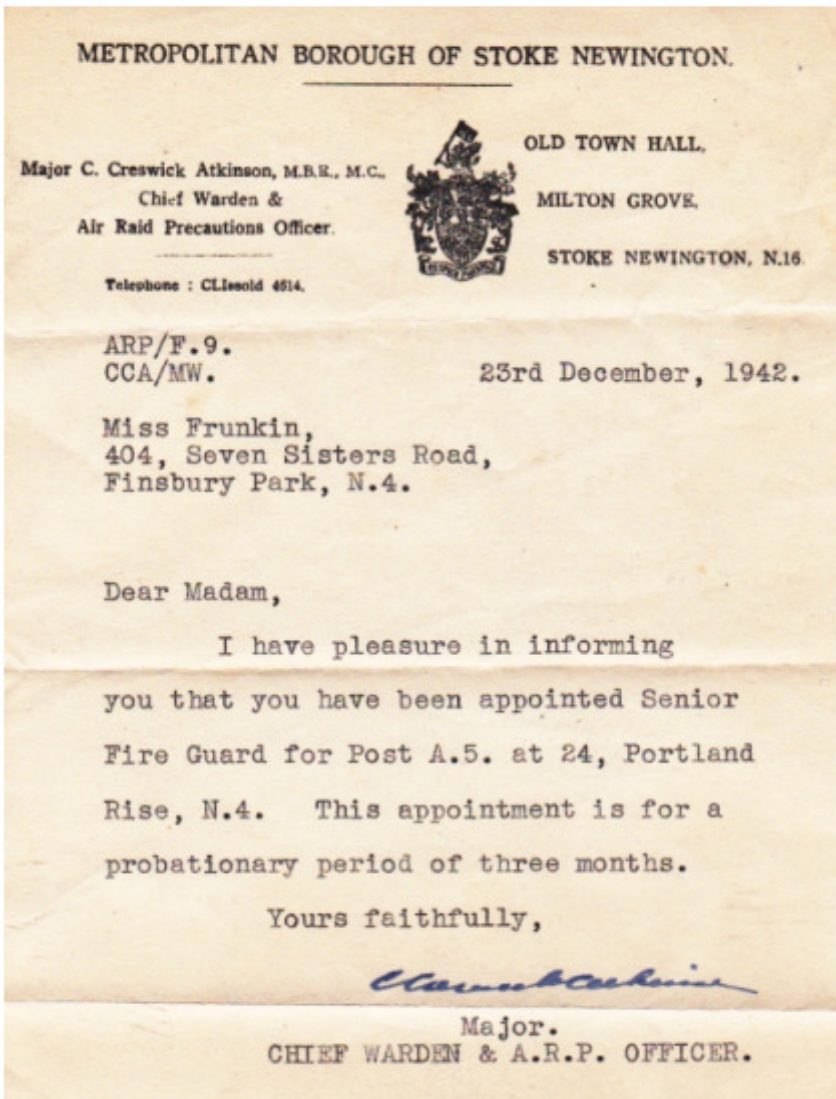 METROPOLITAN BOROUGH OF STOKE NEWINGTON.
Major C. Creswick Atkinson, M.B.E., M.C.,
Chief Warden &
Air Raid Precautions Officer.
Telephone : CLIssold 4614.
OLD TOWN HALL,
MILTON GROVE,
STOKE NEWINGTON, N.16.
ARP/F.9.
CCA/MW.
23rd December, 1942.
Miss Frunkin,
404, Seven Sisters Road,
Finsbury Park, N.4.
Dear Madam,
I have pleasure in informing
you that you have been appointed Senior
Fire Guard for Post A.5. at 24, Portland
Rise, N.4. This appointment is for a
probationary period of three months.
Yours faithfully,
Major.
CHIEF WARDEN & A.R.P. OFFICER.